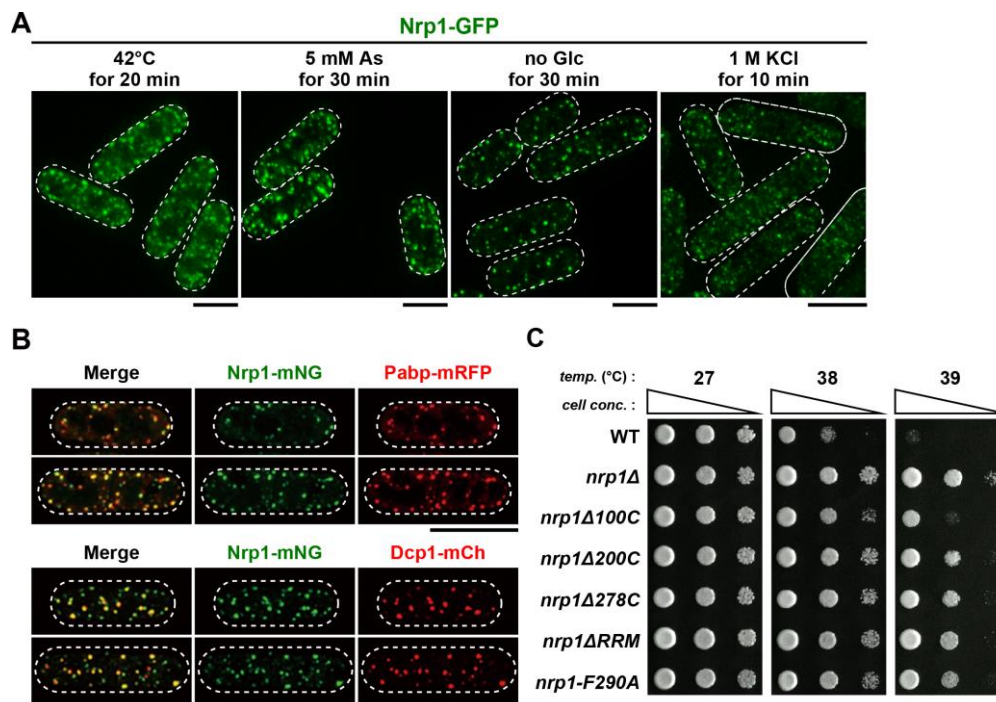 A
Nrp1-GFP
42°C for 20 min
5 mM As for 30 min
no Glc for 30 min
1 M KCl for 10 min
B
Merge
Nrp1-mNG
Pabp-mRFP
Merge
Nrp1-mNG
Dcp1-mCh
C
temp. (°C) :
27
38
39
cell conc. :
WT
nrp1Δ
nrp1Δ100C
nrp1Δ200C
nrp1Δ278C
nrp1ΔRRM
nrp1-F290A